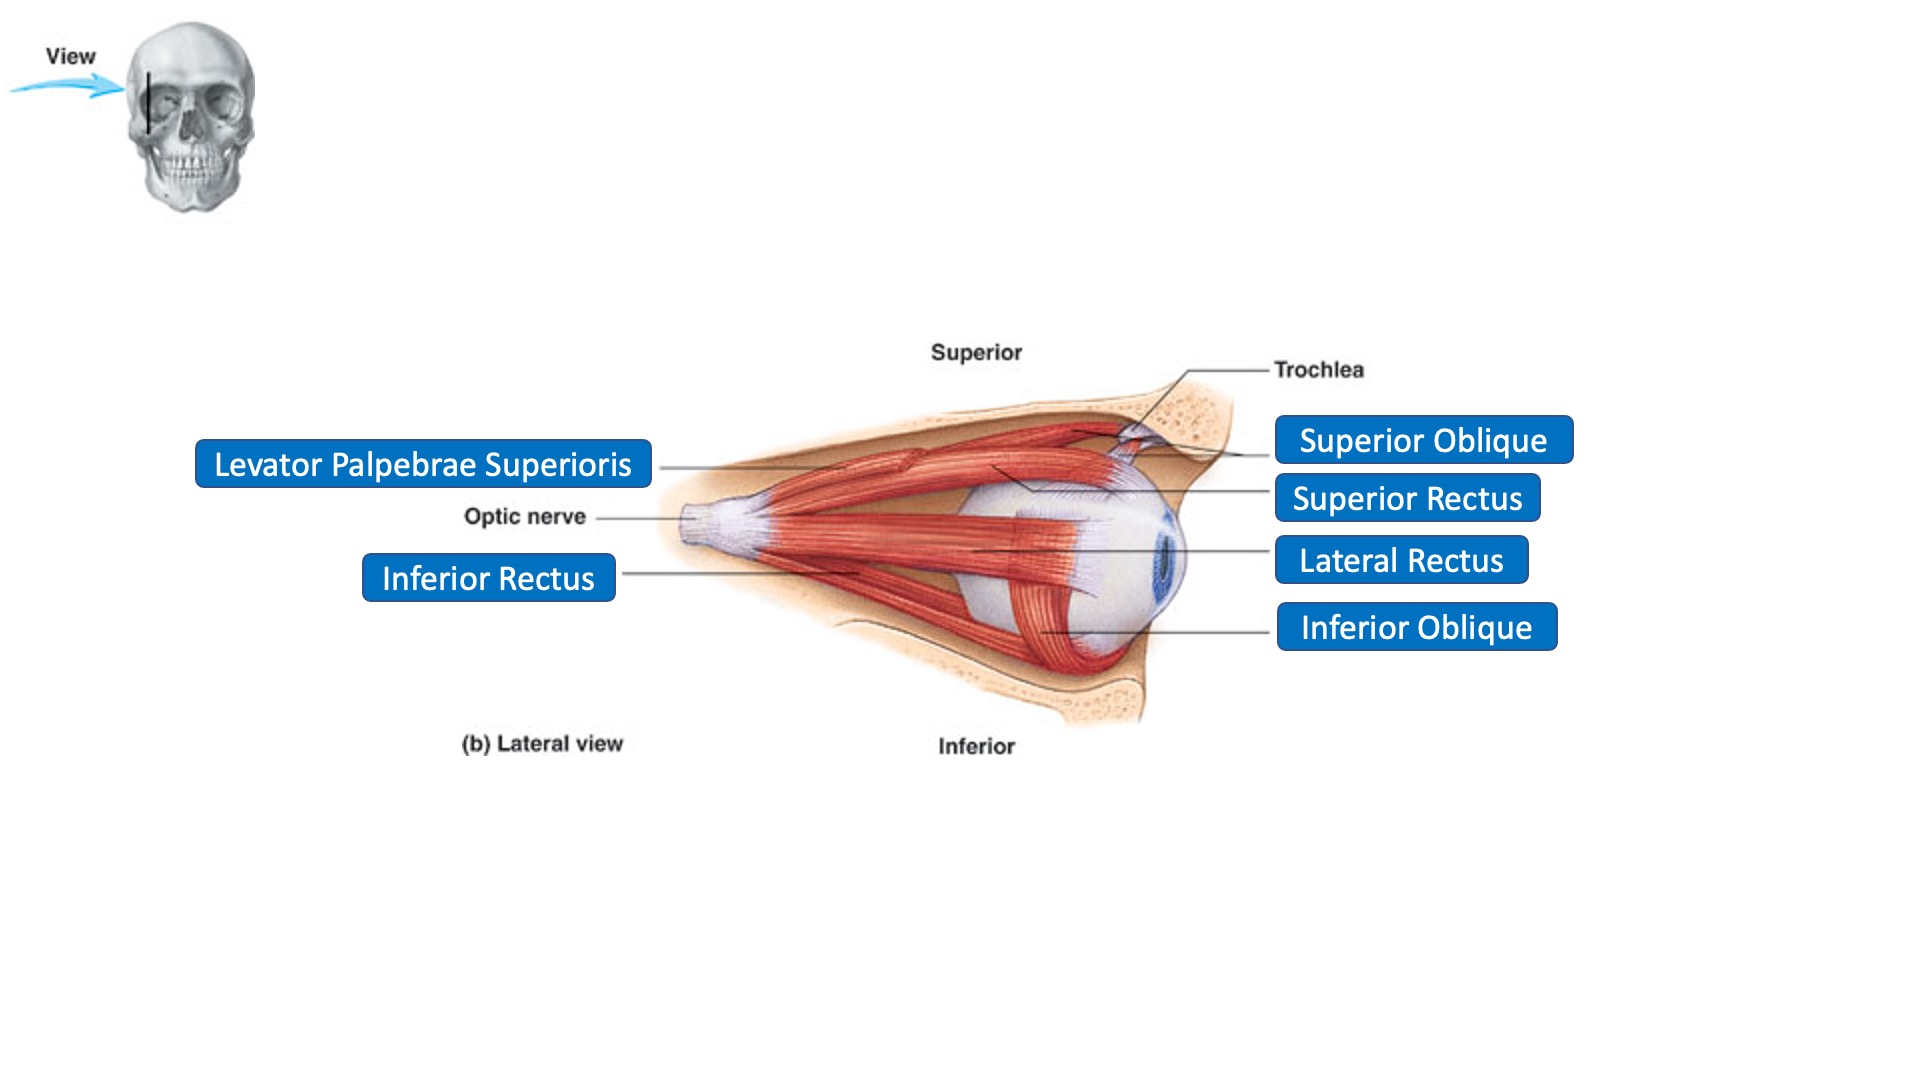 View
Superior
Trochlea
Superior Oblique
Levator Palpebrae Superioris
Superior Rectus
Optic nerve
Lateral Rectus
Inferior Rectus
Inferior Oblique
(b) Lateral view
Inferior